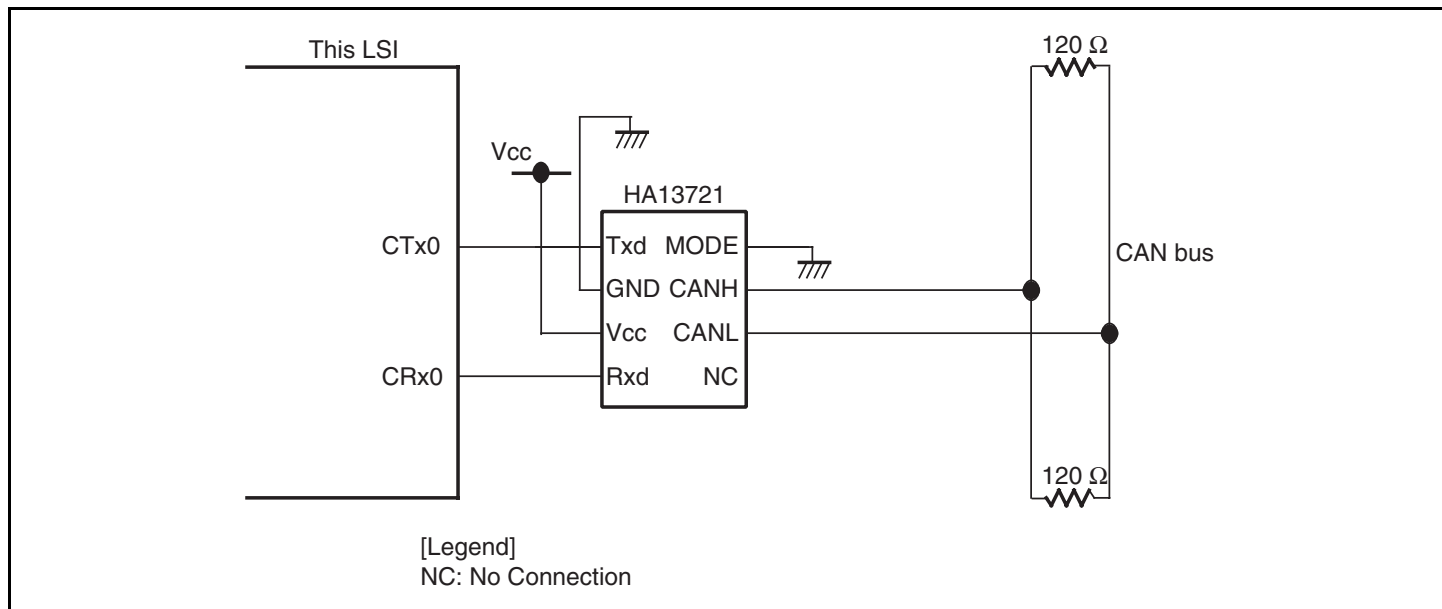 This LSI
120 Ω
Vcc
HA13721
CTx0
Txd MODE
CAN bus
GND CANH
Vcc CANL
CRx0
Rxd NC
120 Ω
[Legend]
NC: No Connection